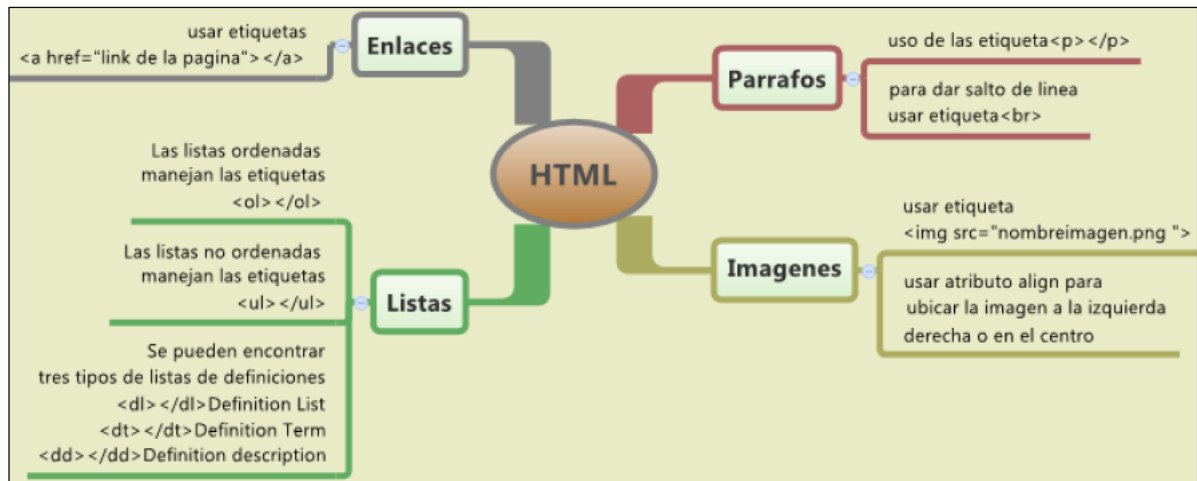 HTML
Enlaces
usar etiquetas
<a href="link de la pagina"></a>
Parrafos
uso de las etiqueta<p></p>
para dar salto de linea
usar etiqueta<br>
Imagenes
usar etiqueta
<img src="nombreimagen.png ">
usar atributo align para
ubicar la imagen a la izquierda
derecha o en el centro
Listas
Las listas ordenadas
manejan las etiquetas
<ol></ol>
Las listas no ordenadas
manejan las etiquetas
<ul></ul>
Se pueden encontrar
tres tipos de listas de definiciones
<dl></dl>Definition List
<dt></dt>Definition Term
<dd></dd>Definition description